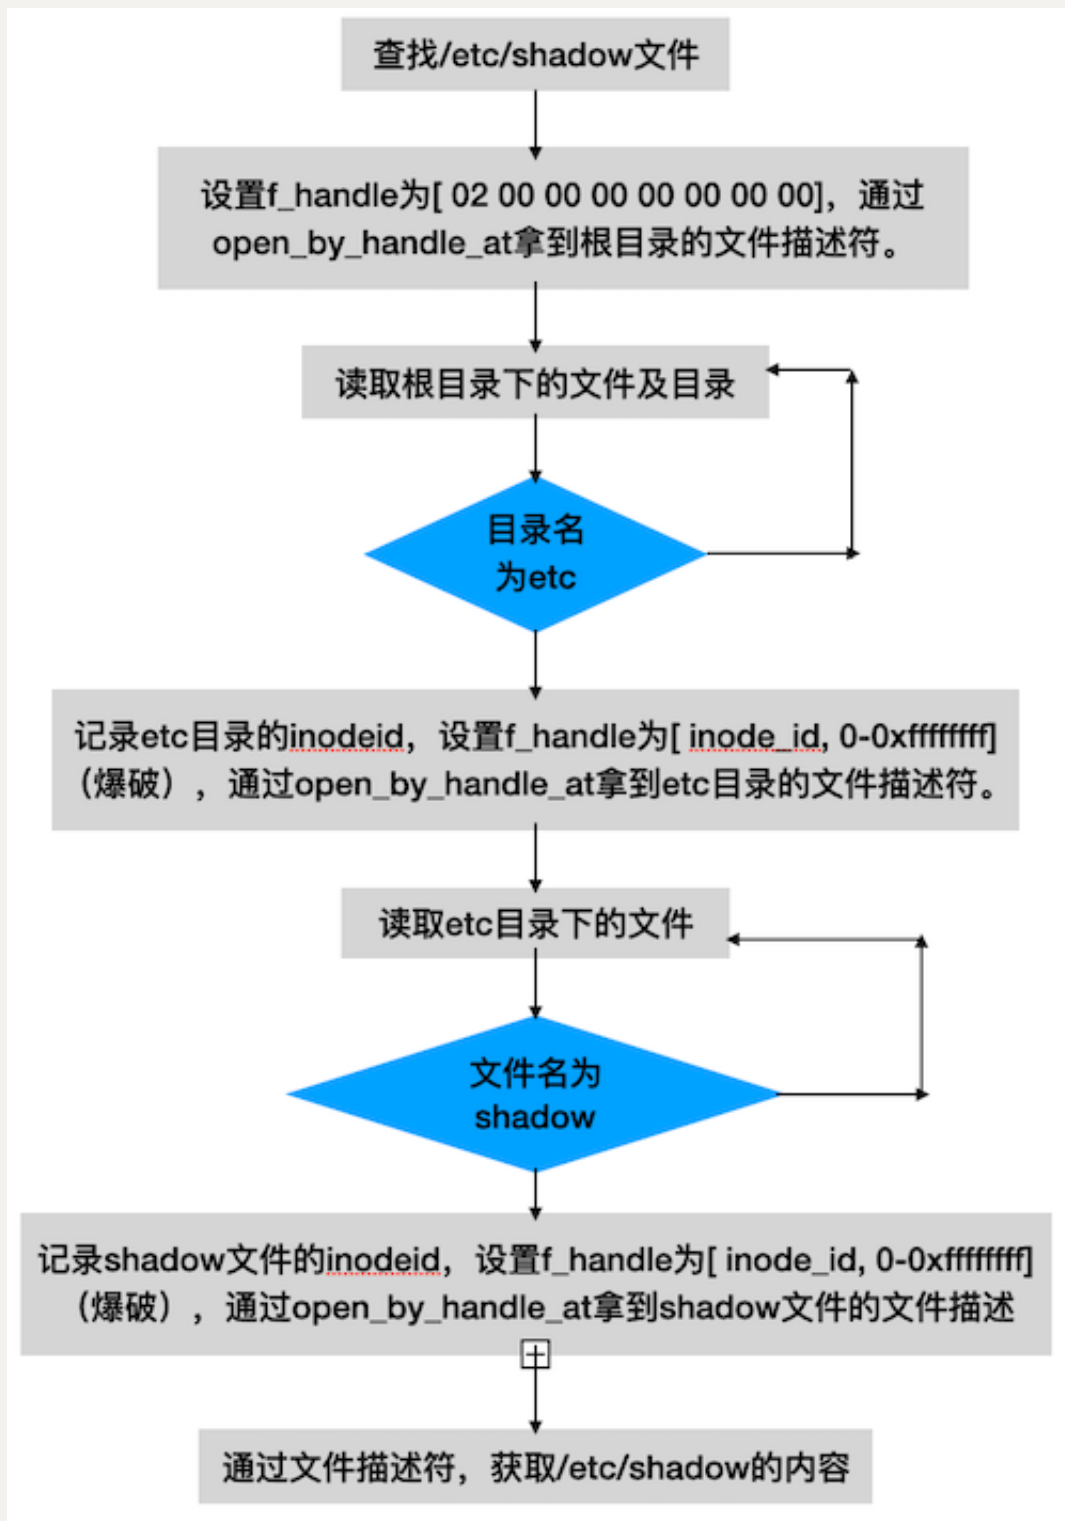 查找/etc/shadow文件
设置f_handle为[ 02 00 00 00 00 00 00 00]，通过
open_by_handle_at拿到根目录的文件描述符。
读取根目录下的文件及目录
目录名
为etc
记录etc目录的inodeid，设置f_handle为[ inode_id, 0-0xffffffff]
（爆破），通过open_by_handle_at拿到etc目录的文件描述符。
读取etc目录下的文件
文件名为
shadow
记录shadow文件的inodeid，设置f_handle为[ inode_id, 0-0xffffffff]
（爆破），通过open_by_handle_at拿到shadow文件的文件描述
通过文件描述符，获取/etc/shadow的内容